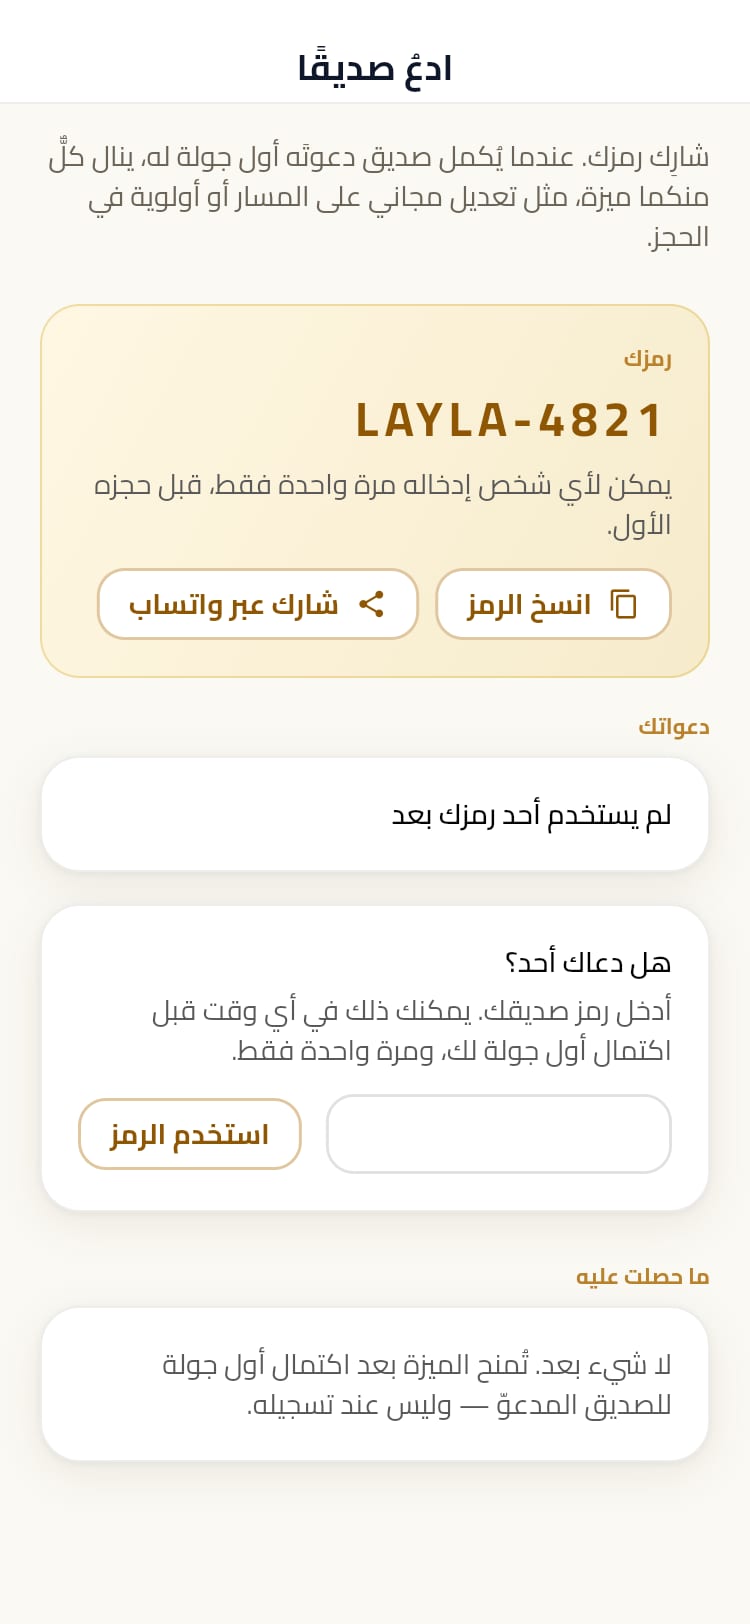 ادعُ صديقًا
شارِك رمزك. عندما يُكمل صديق دعوتَه أول جولة له، ينال كلٌّ
منكما ميزة، مثل تعديل مجاني على المسار أو أولوية في
الحجز.
رمزك
LAYLA-4821
يمكن لأي شخص إدخاله مرة واحدة فقط، قبل حجزه
الأول.
انسخ الرمز
شارك عبر واتساب
دعواتك
لم يستخدم أحد رمزك بعد
هل دعاك أحد؟
أدخل رمز صديقك. يمكنك ذلك في أي وقت قبل
اكتمال أول جولة لك، ومرة واحدة فقط.
استخدم الرمز
ما حصلت عليه
لا شيء بعد. تُمنح الميزة بعد اكتمال أول جولة
للصديق المدعوّ — وليس عند تسجيله.